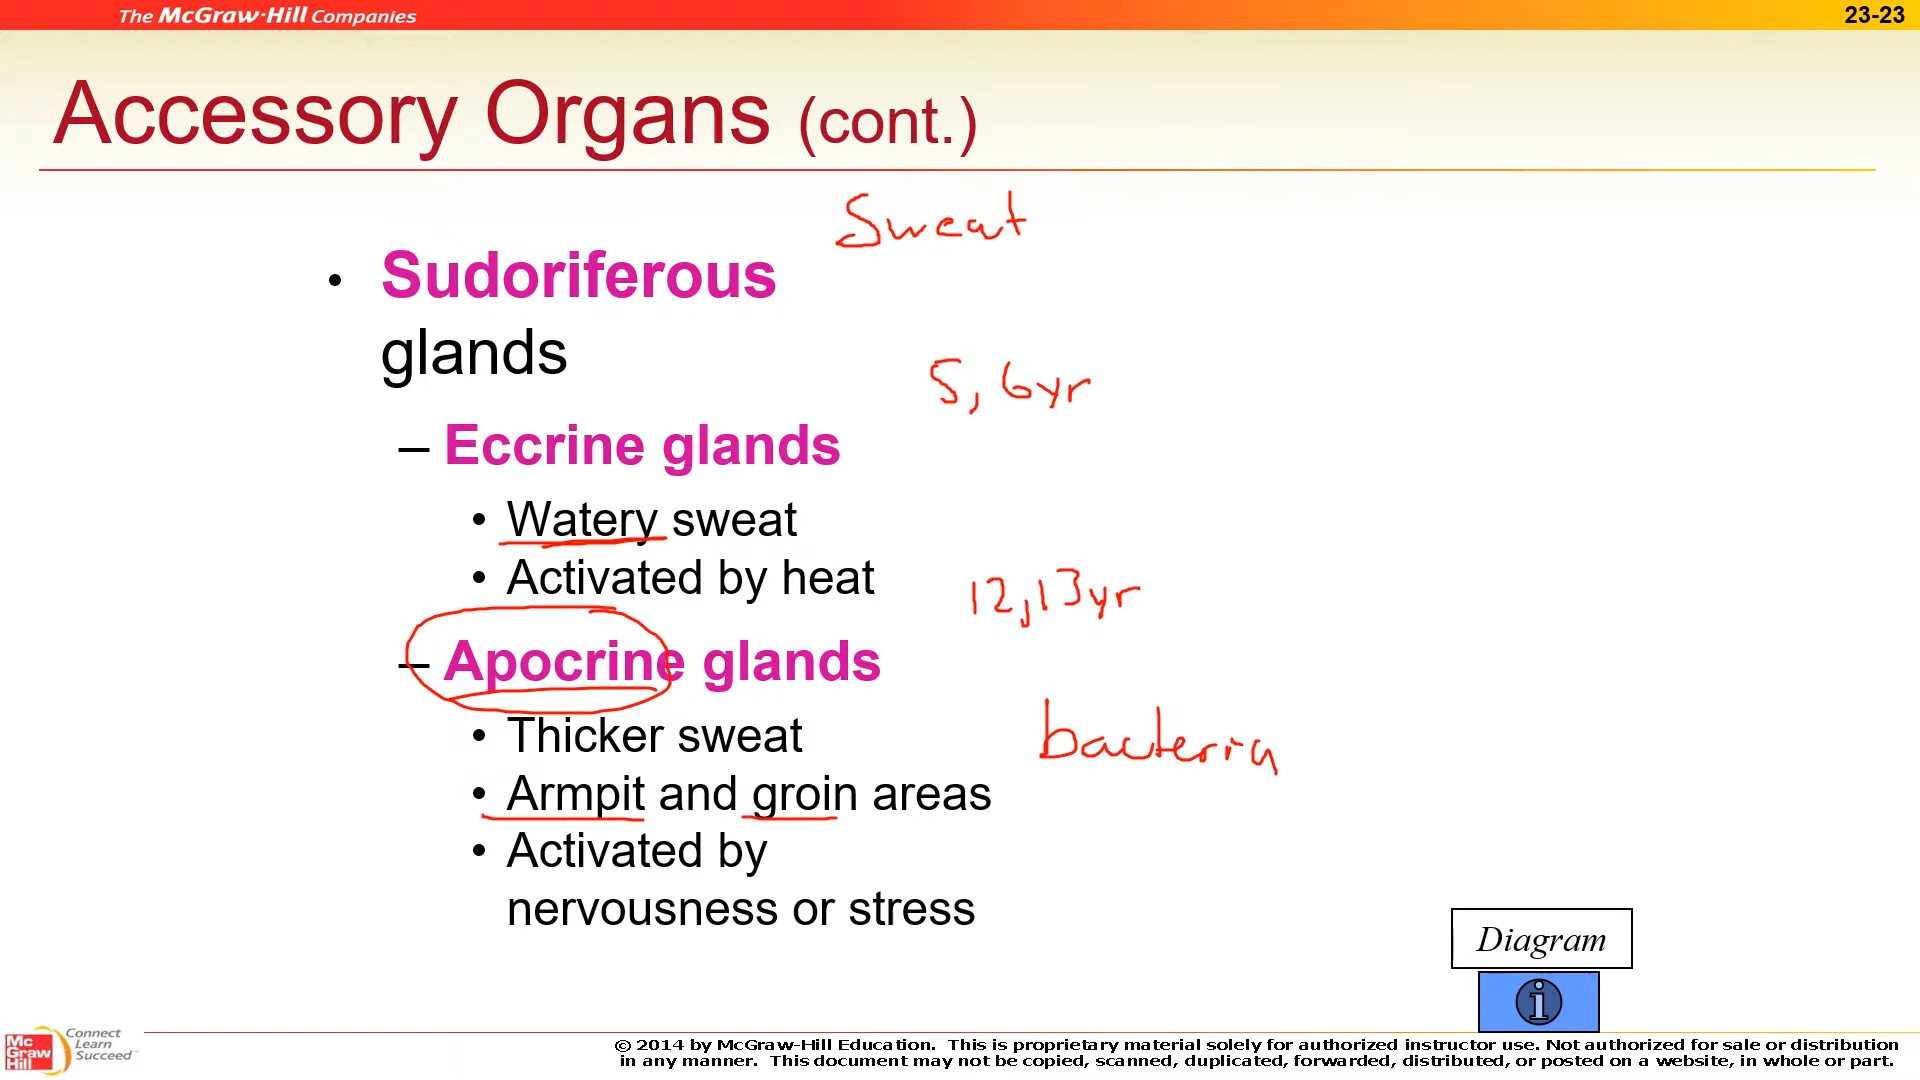 The McGraw-Hill Companies
23-23
Accessory Organs (cont.)
Sweat
• Sudoriferous
glands
5, 6yr
– Eccrine glands
• Watery sweat
• Activated by heat
12, 13yr
– Apocrine glands
• Thicker sweat
bacteria
• Armpit and groin areas
• Activated by
nervousness or stress
Diagram
i
Mc
Graw
Hill
Connect
Learn
Succeed™
© 2014 by McGraw-Hill Education. This is proprietary material solely for authorized instructor use. Not authorized for sale or distribution
in any manner. This document may not be copied, scanned, duplicated, forwarded, distributed, or posted on a website, in whole or part.